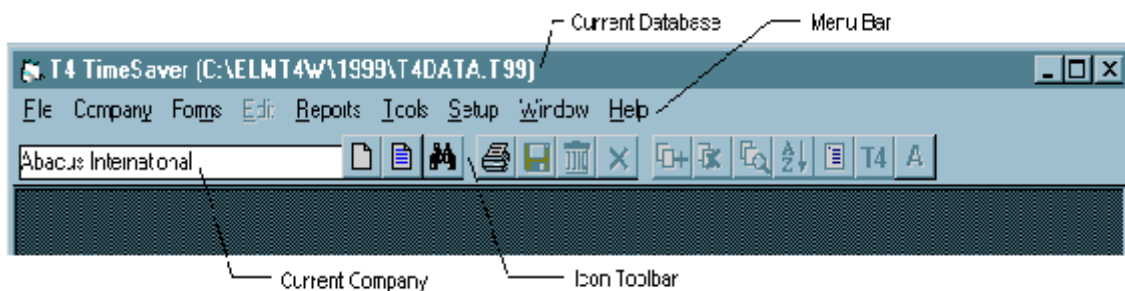 Current Database
Menu Bar
T4 TimeSaver (C:\ELMT4W\1999\T4DATA.T99)
File Company Forms Edit Reports Tools Setup Window Help
Abacus International
T4 A
A
Z
Current Company
Icon Toolbar